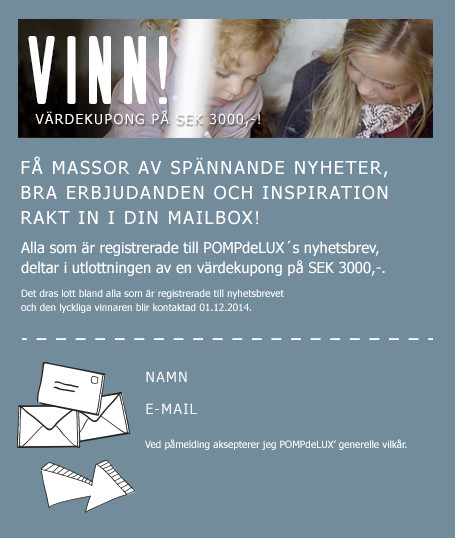 VINN!
VÄRDEKUPONG PÅ SEK 3000,-!
FÅ MASSOR AV SPÄNNANDE NYHETER,
BRA ERBJUDANDEN OCH INSPIRATION
RAKT IN I DIN MAILBOX!
Alla som är registrerade till POMPdeLUX´s nyhetsbrev,
deltar i utlottningen av en värdekupong på SEK 3000,-.
Det dras lott bland alla som är registrerade till nyhetsbrevet
och den lyckliga vinnaren blir kontaktad 01.12.2014.
NAMN
E-MAIL
Ved påmelding aksepterer jeg POMPdeLUX’ generelle vilkår.